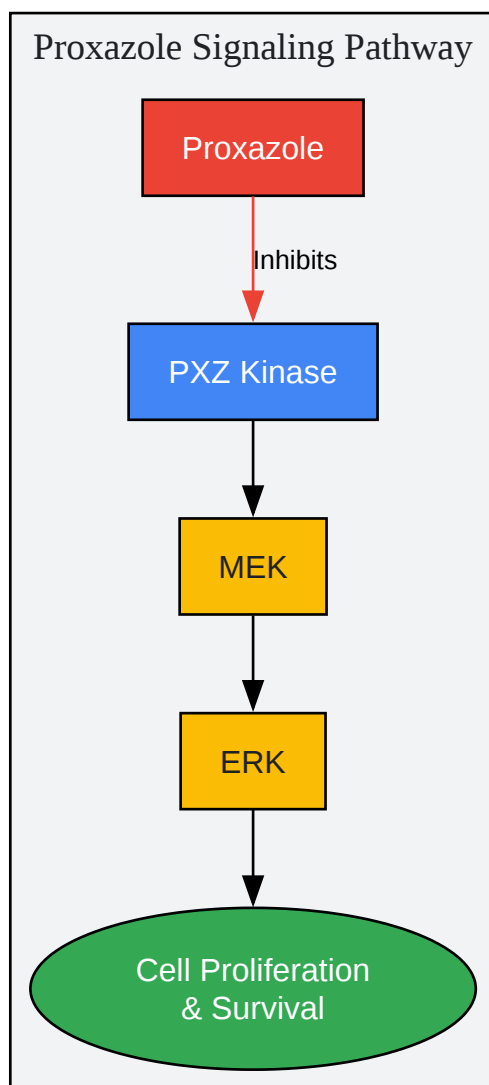 Proxazole Signaling Pathway
Proxazole
Inhibits
PXZ Kinase
MEK
ERK
Cell Proliferation
& Survival